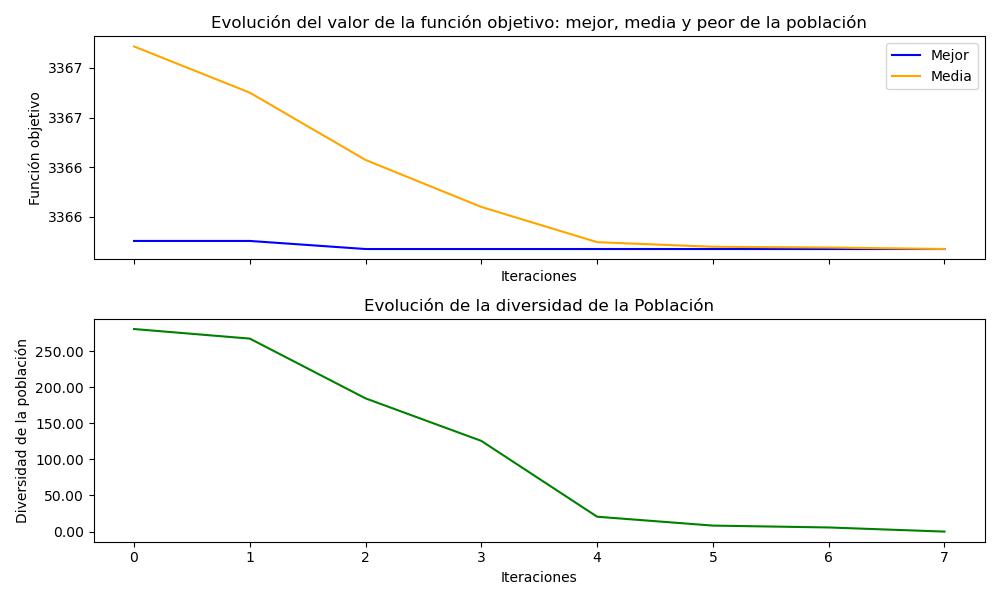 Evolución del valor de la función objetivo: mejor, media y peor de la población
Función objetivo
3367
3367
3366
3366
Mejor
Media
Iteraciones
Evolución de la diversidad de la Población
Diversidad de la población
250.00
200.00
150.00
100.00
50.00
0.00
0 1 2 3 4 5 6 7
Iteraciones